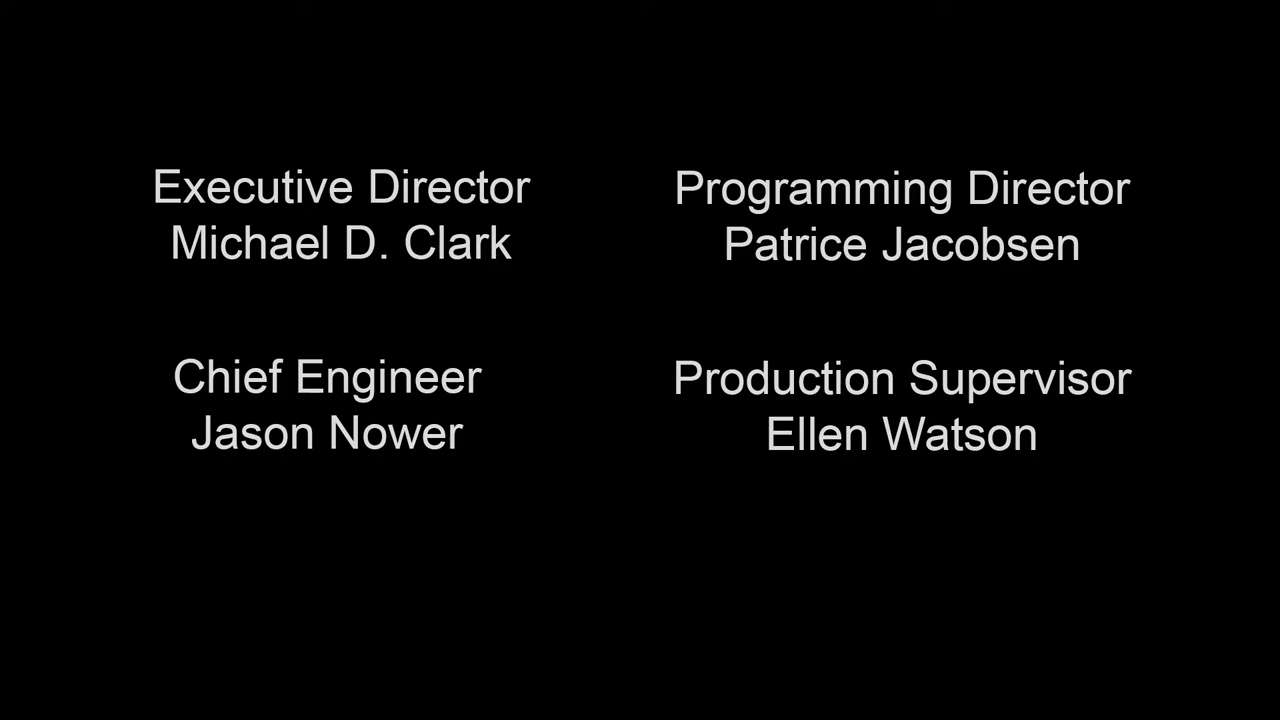 Executive Director
Michael D. Clark
Programming Director
Patrice Jacobsen
Chief Engineer
Jason Nower
Production Supervisor
Ellen Watson